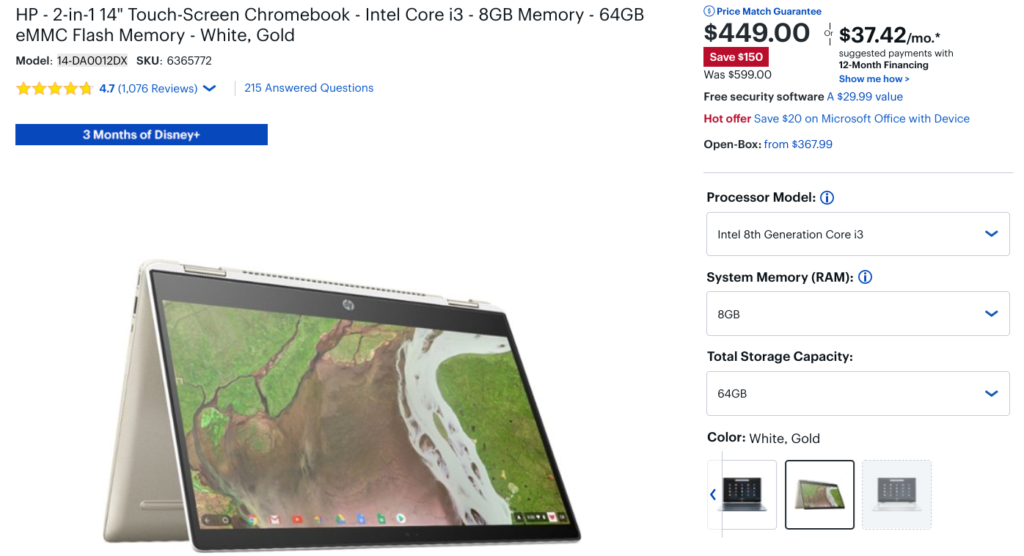 HP - 2-in-1 14" Touch-Screen Chromebook - Intel Core i3 - 8GB Memory - 64GB
eMMC Flash Memory - White, Gold
Model: 14-DA0012DX SKU: 6365772
4.7 (1,076 Reviews)
215 Answered Questions
3 Months of Disney+
hp
Price Match Guarantee
$449.00
Save $150
Was $599.00
Or
$37.42/mo.*
suggested payments with
12-Month Financing
Show me how >
Free security software A $29.99 value
Hot offer Save $20 on Microsoft Office with Device
Open-Box: from $367.99
Processor Model:
Intel 8th Generation Core i3
System Memory (RAM):
8GB
Total Storage Capacity:
64GB
Color: White, Gold